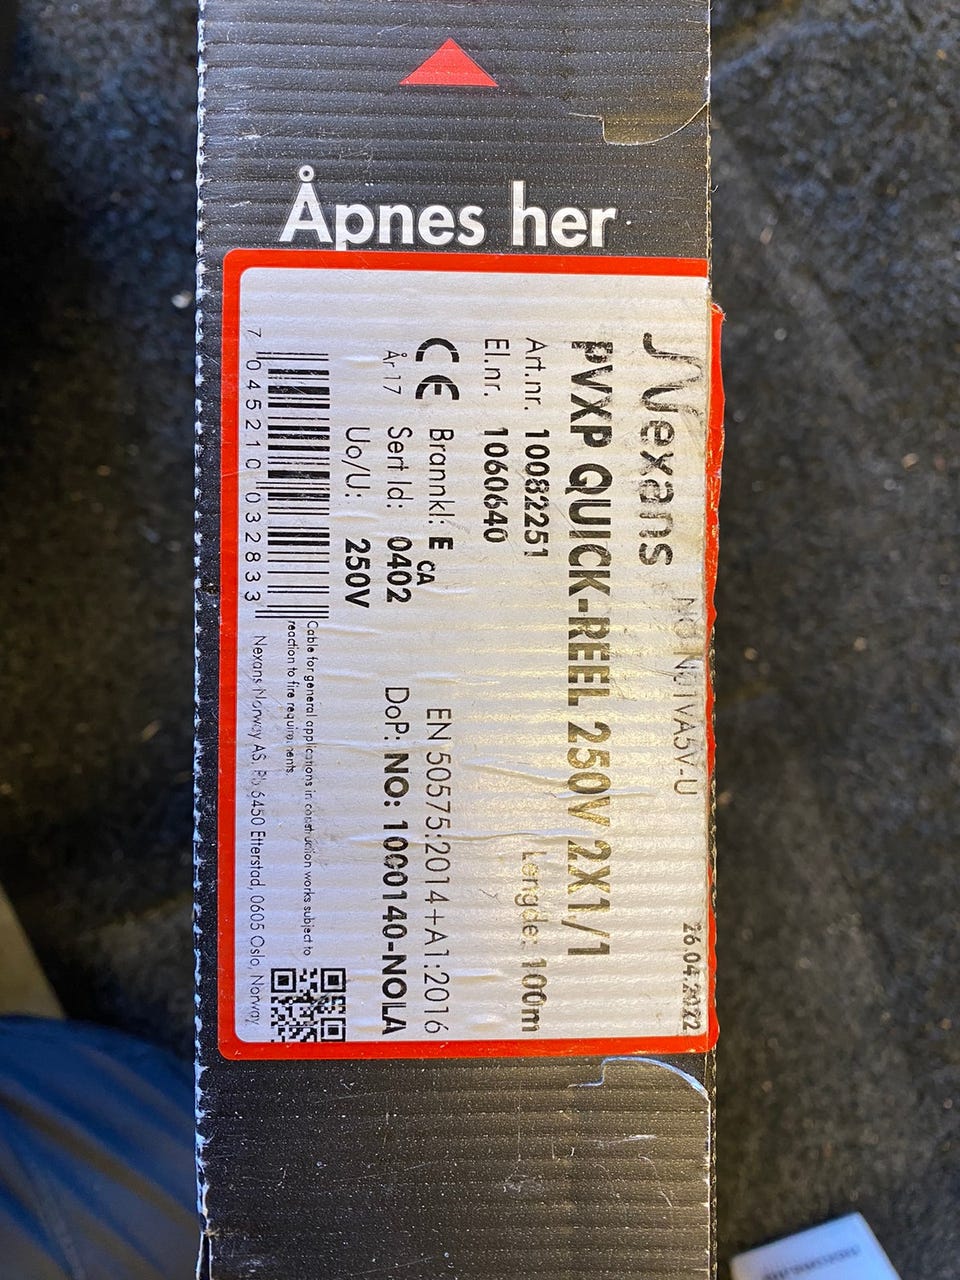 Åpnes her
Nexans
26.04.2022
PVXP QUICK-REEL 250V 2X1/1
Art.nr. 10082251 Lengde: 100m
El.nr. 1060640
CE Brannkl: E CA EN 50575:2014+A1:2016
År 17 Sert Id: 0402 DoP: NO: 1000140-NOLA
Uo/U: 250V
Cable for general applications in construction works subject to
reaction to fire requirements.
7 045210 032833
Nexans Norway AS, Pb 6450 Etterstad, 0605 Oslo, Norway